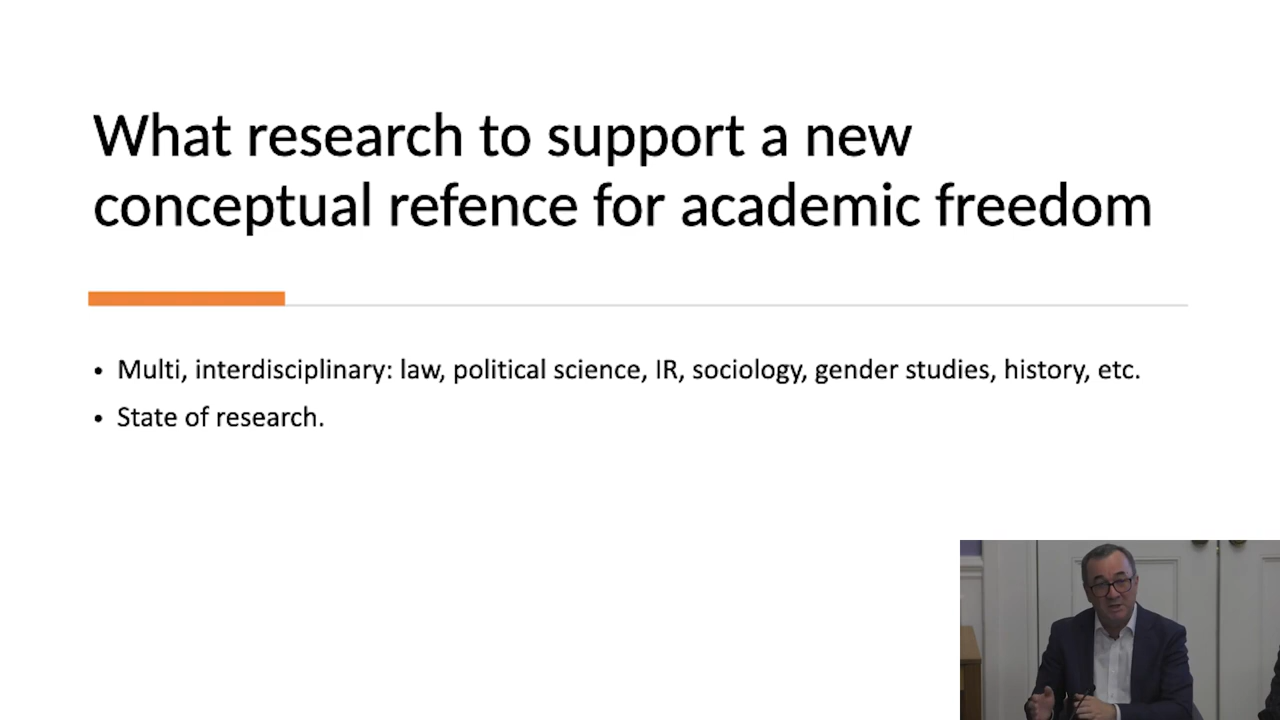 What research to support a new
conceptual refence for academic freedom
• Multi, interdisciplinary: law, political science, IR, sociology, gender studies, history, etc.
• State of research.